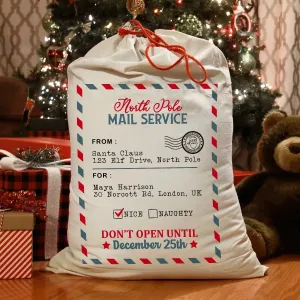 North Pole
MAIL SERVICE
FROM:
Santa Claus
123 Elf Drive, North Pole
FOR:
Maya Harrison
30 Norcott Rd, London, UK
NICE NAUGHTY
DON'T OPEN UNTIL
December 25th